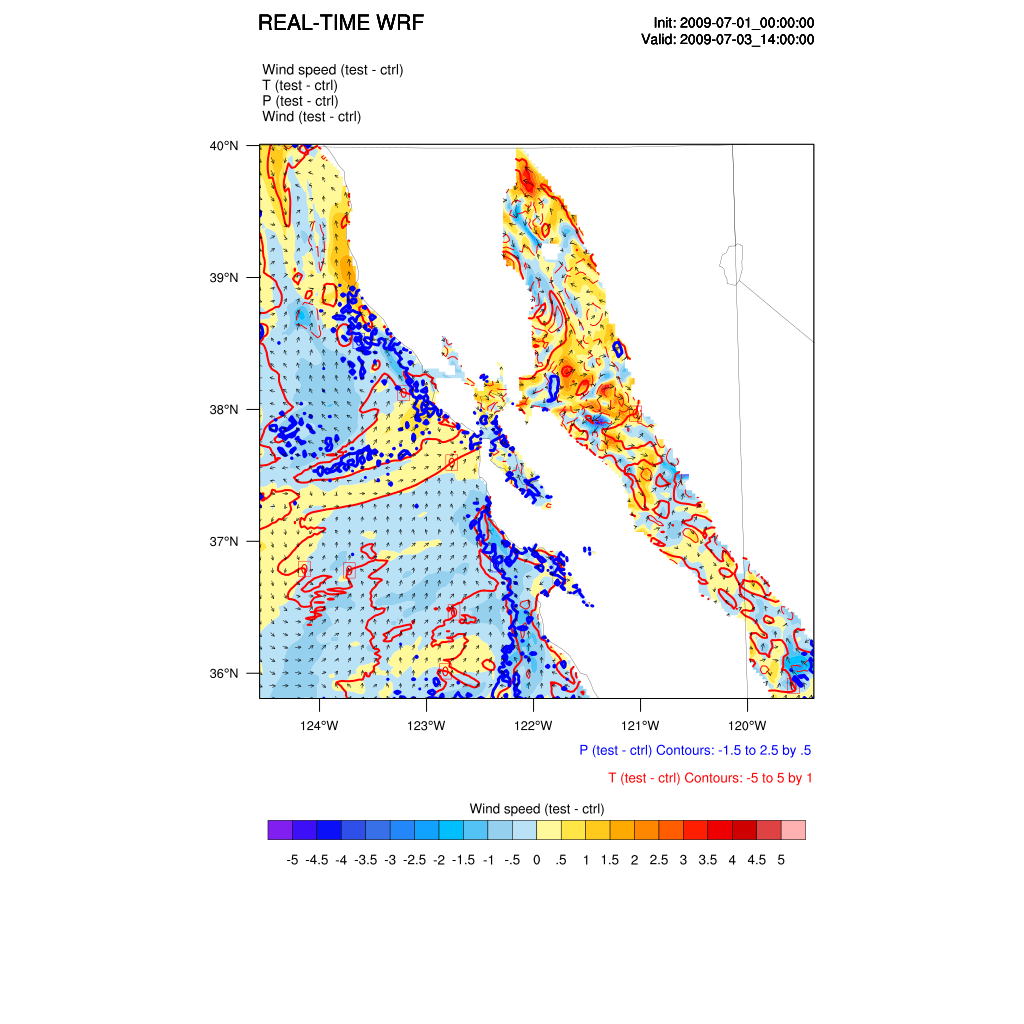 REAL-TIME WRF
Init: 2009-07-01_00:00:00
Valid: 2009-07-03_14:00:00
Wind speed (test - ctrl)
T (test - ctrl)
P (test - ctrl)
Wind (test - ctrl)
40°N
39°N
38°N
37°N
36°N
124°W 123°W 122°W 121°W 120°W
P (test - ctrl) Contours: -1.5 to 2.5 by .5
T (test - ctrl) Contours: -5 to 5 by 1
Wind speed (test - ctrl)
-5 -4.5 -4 -3.5 -3 -2.5 -2 -1.5 -1 -.5 0 .5 1 1.5 2 2.5 3 3.5 4 4.5 5